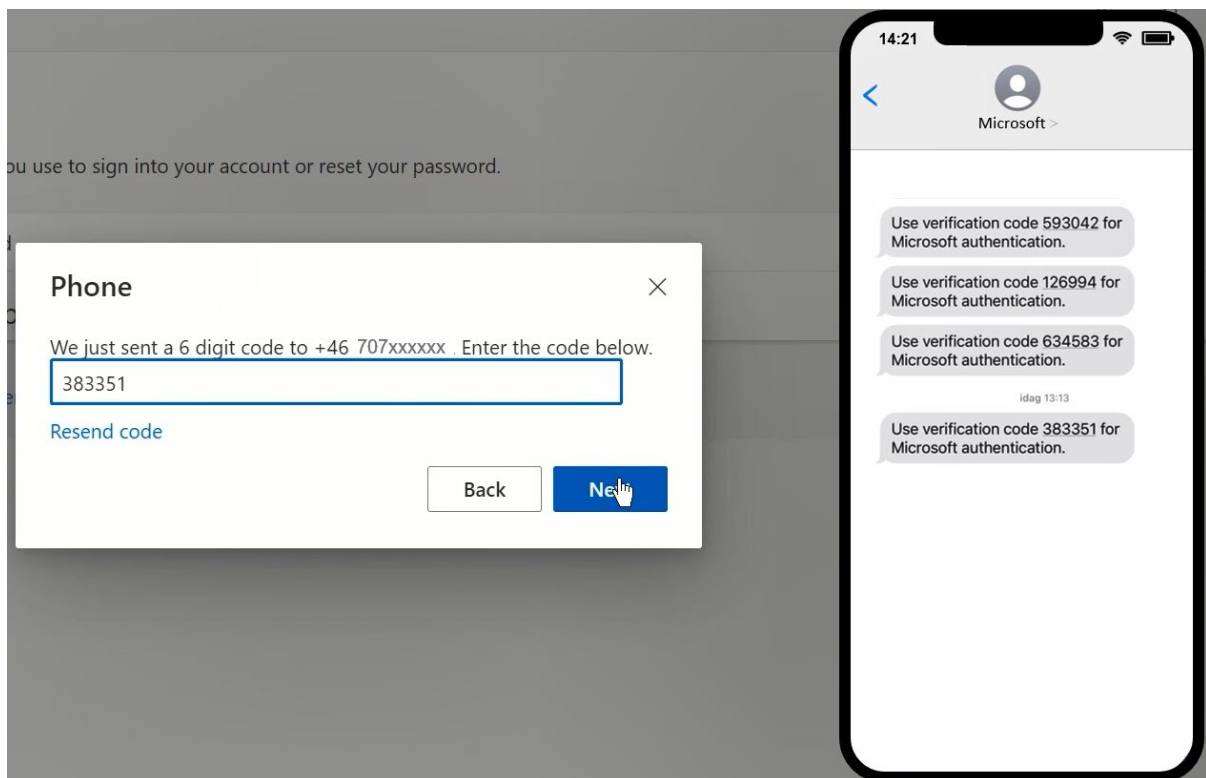 ou use to sign into your account or reset your password.
Phone
We just sent a 6 digit code to +46 707xxxxxx. Enter the code below.
383351
Resend code
Back
14:21
Microsoft >
Use verification code 593042 for
Microsoft authentication.
Use verification code 126994 for
Microsoft authentication.
Use verification code 634583 for
Microsoft authentication.
idag 13:13
Use verification code 383351 for
Microsoft authentication.